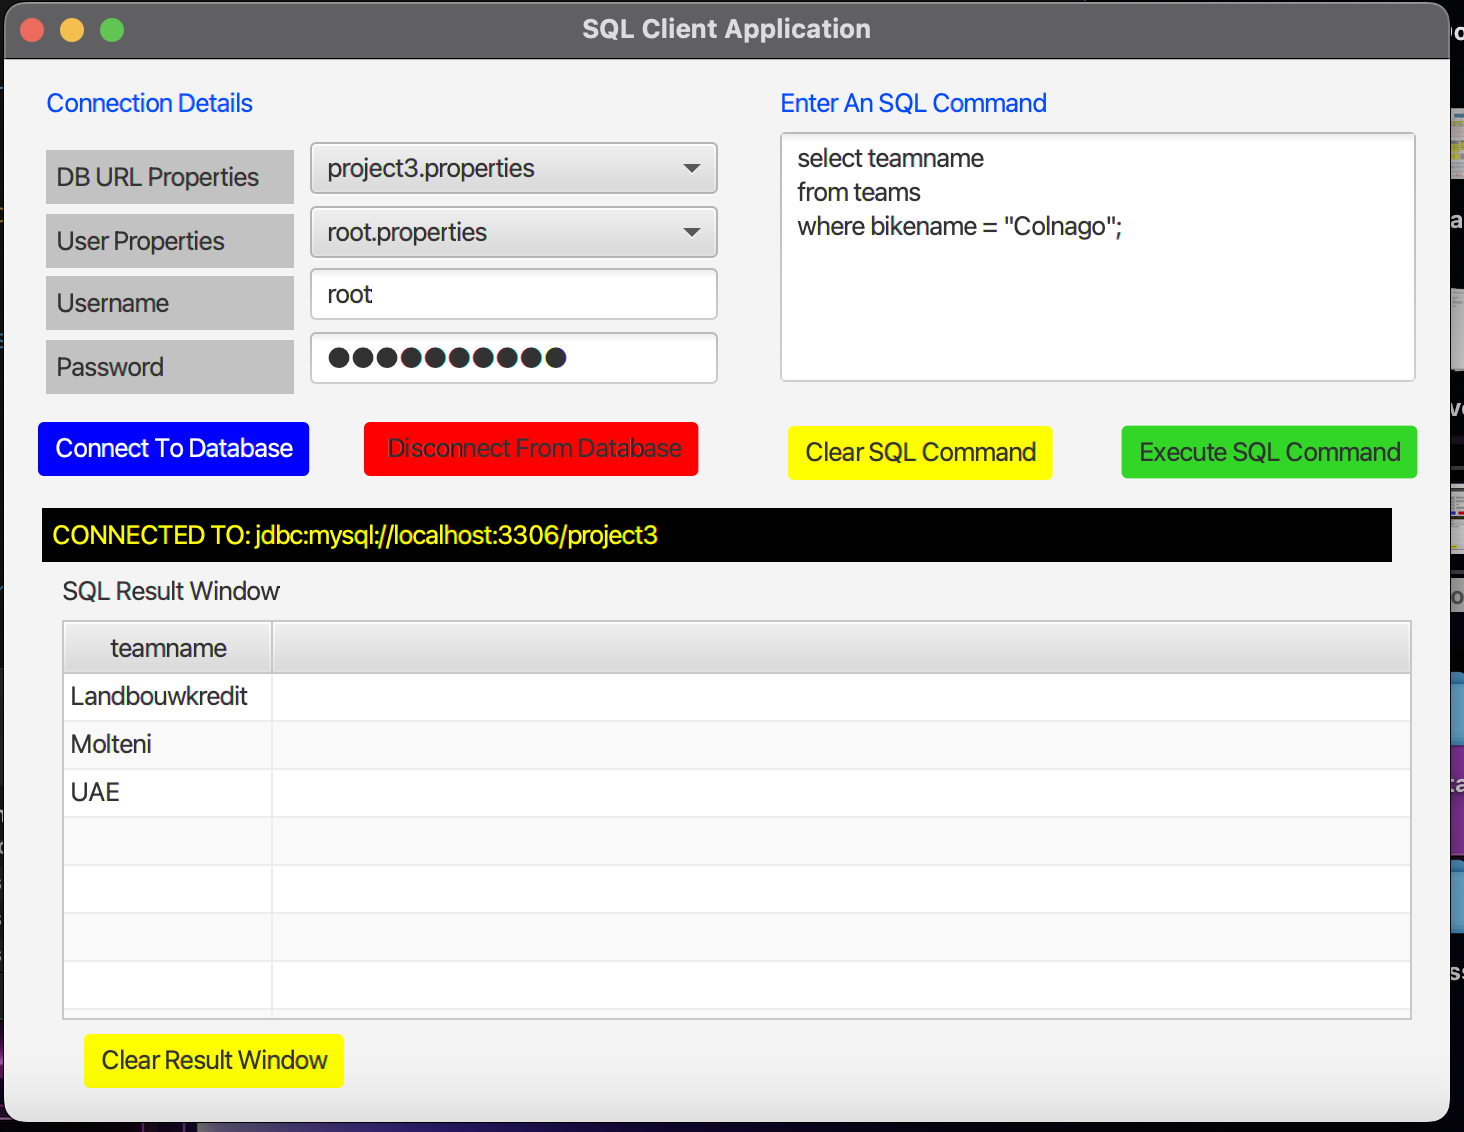 SQL Client Application
Connection Details
DB URL Properties
project3.properties
User Properties
root.properties
Username
root
Password
Enter An SQL Command
select teamname
from teams
where bikename = "Colnago";
Connect To Database
Disconnect From Database
Clear SQL Command
Execute SQL Command
CONNECTED TO: jdbc:mysql://localhost:3306/project3
SQL Result Window
teamname
Landbouwkredit
Molteni
UAE
Clear Result Window